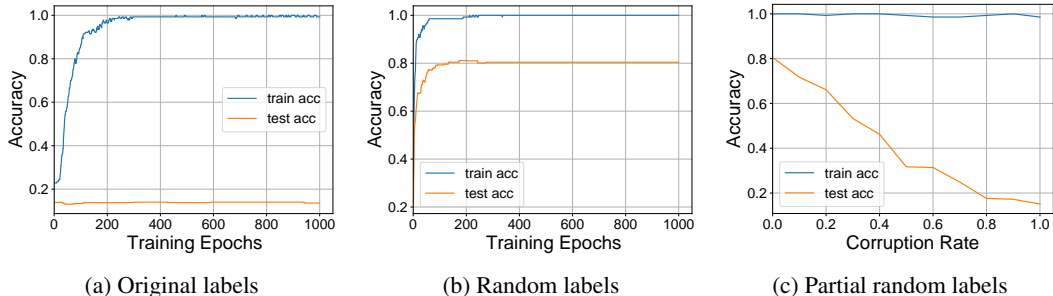 1.0
0.8
0.6
0.4
0.2
Accuracy
train acc
test acc
0 200 400 600 800 1000
Training Epochs
(a) Original labels
1.0
0.8
0.6
0.4
0.2
Accuracy
train acc
test acc
0 200 400 600 800 1000
Training Epochs
(b) Random labels
1.0
0.8
0.6
0.4
0.2
Accuracy
train acc
test acc
0.0 0.2 0.4 0.6 0.8 1.0
Corruption Rate
(c) Partial random labels